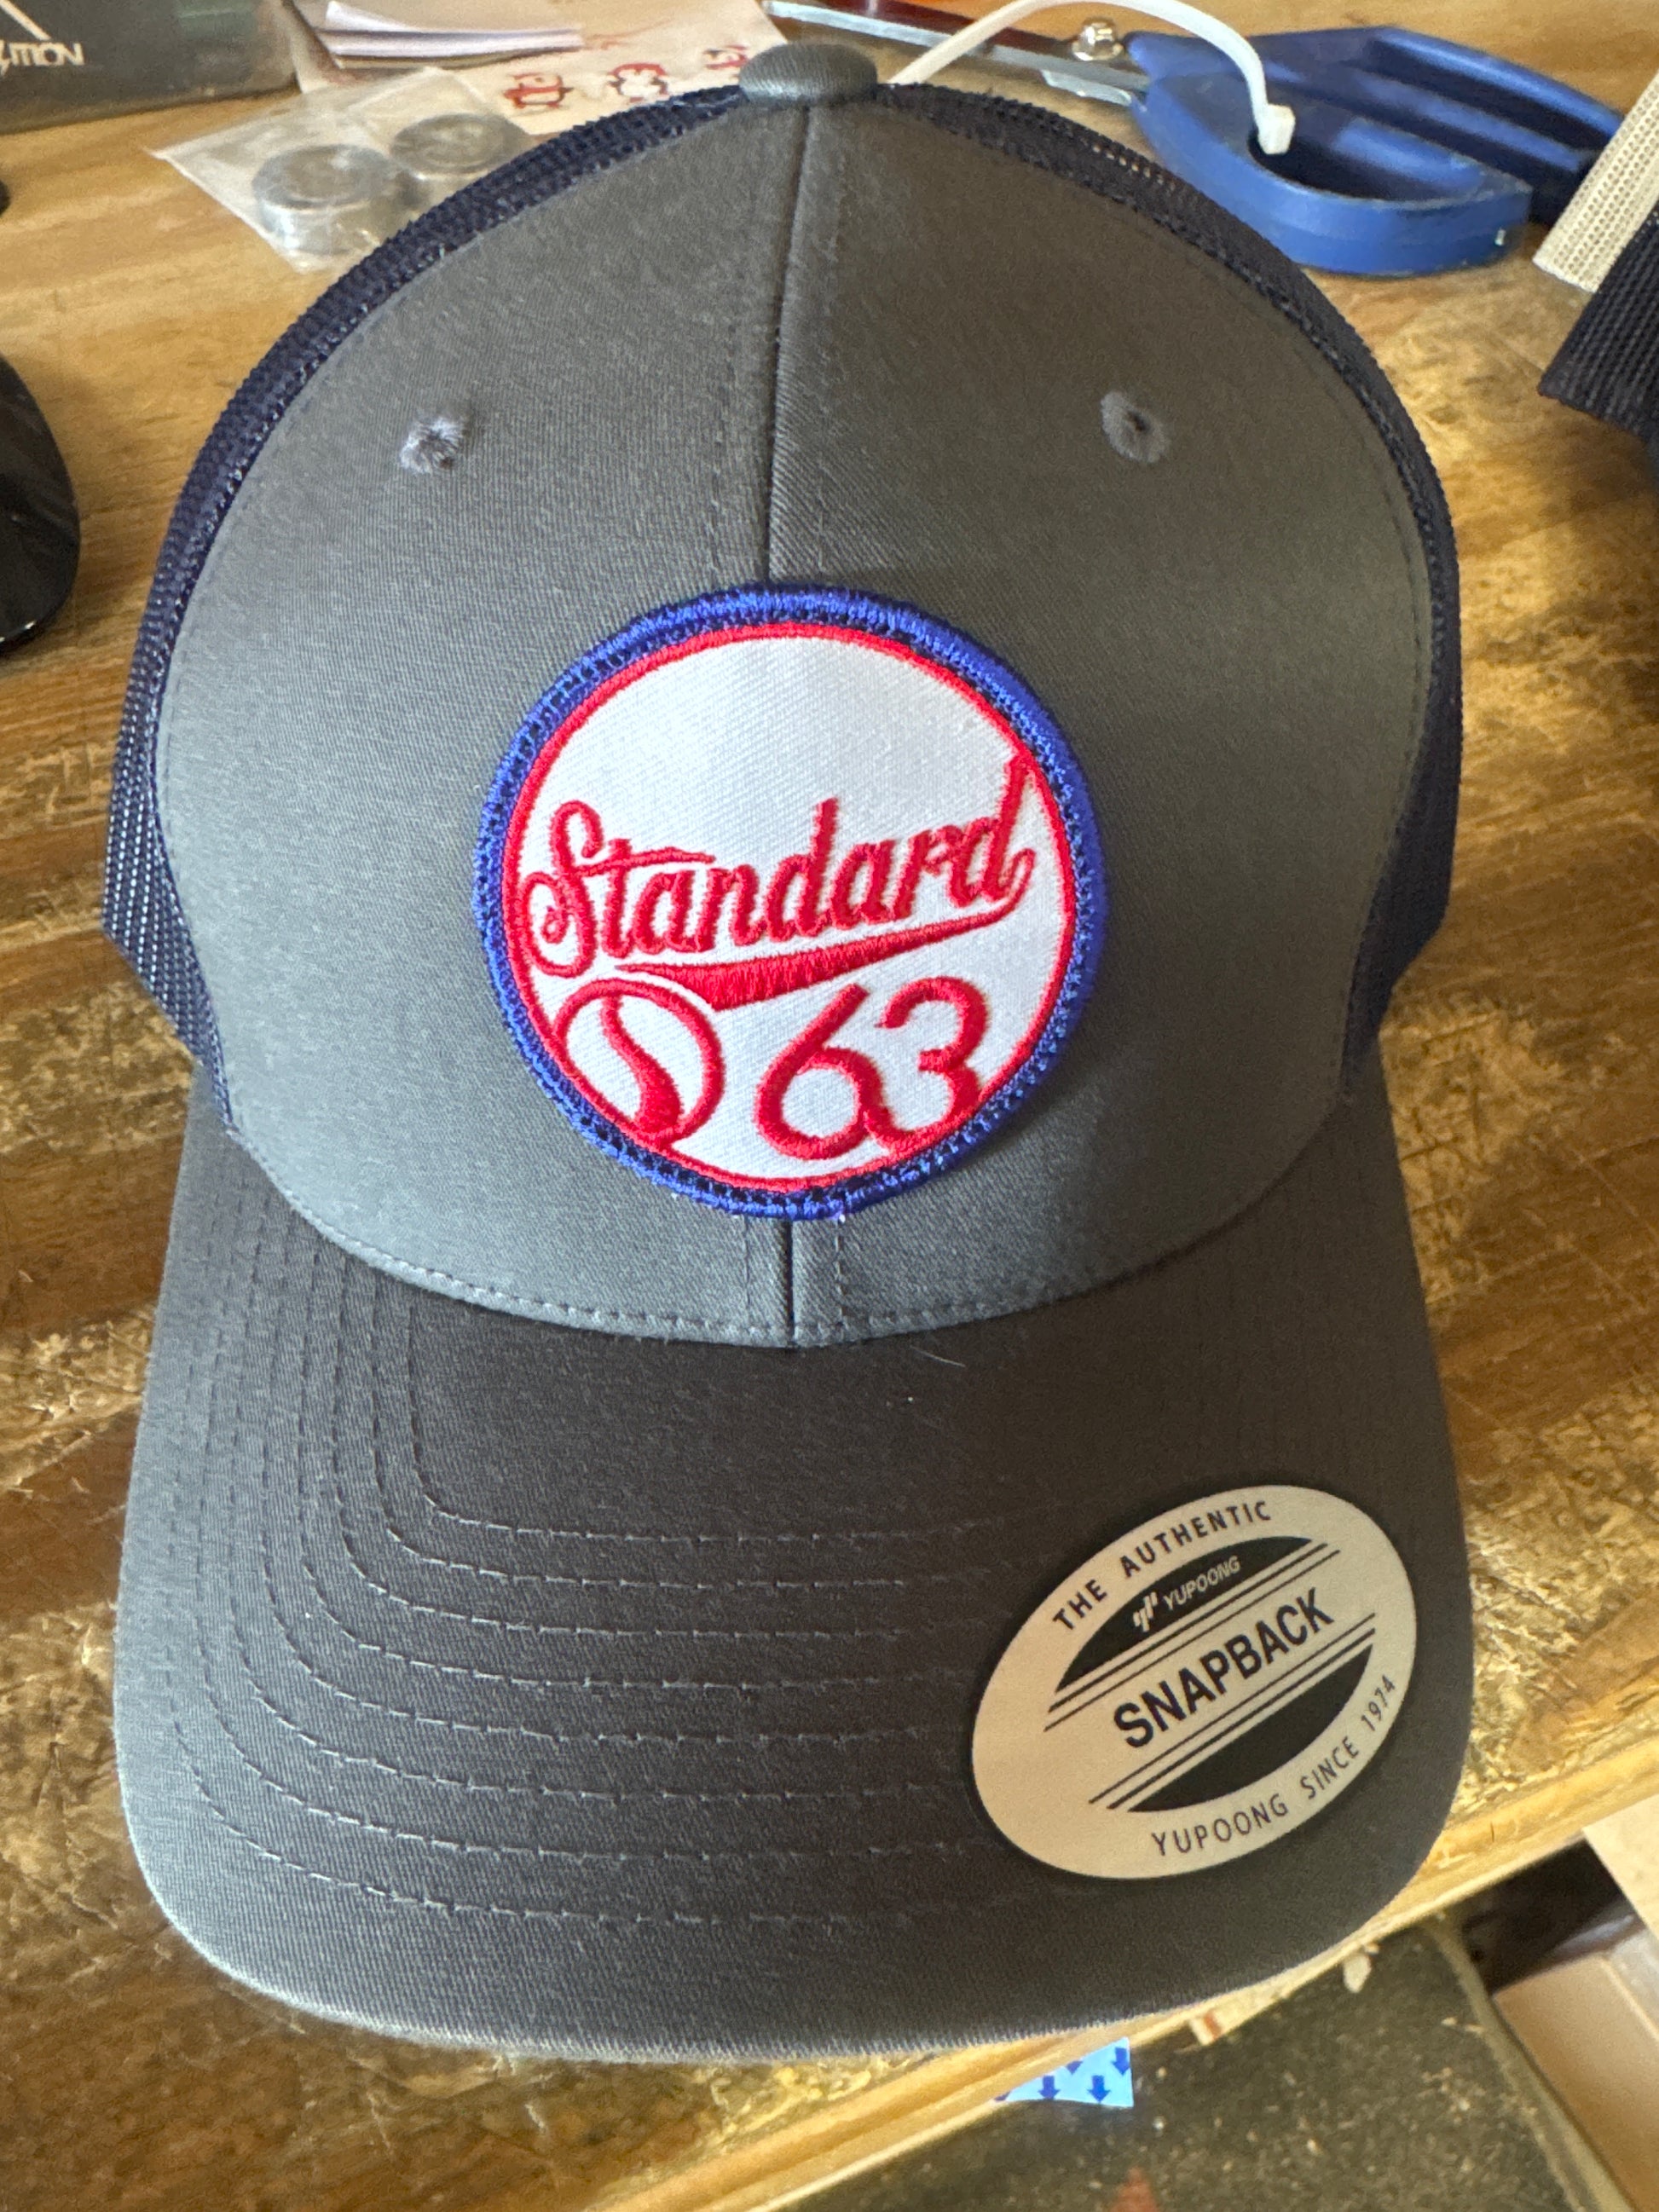 Standard
63
THE AUTHENTIC
YUPOONG
SNAPBACK
YUPOONG SINCE 1974